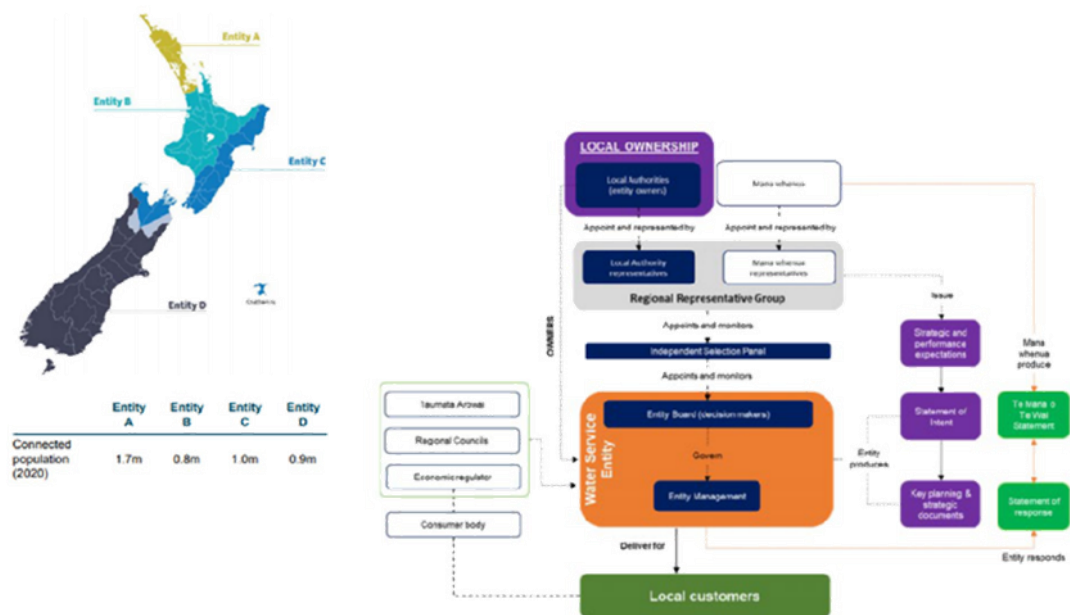 Entity A
Entity B
Entity C
Entity D
Entity
A
Entity
B
Entity
C
Entity
D
Connected
population
(2020)
1.7m
0.8m
1.0m
0.9m
LOCAL OWNERSHIP
Local Authorities
(entity owners)
Mana whenua
Appoint and represented by
Appoint and represented by
Local Authority
representatives
Mana whenua
representatives
Regional Representative Group
Issue
Appoints and monitors
Independent Selection Panel
Appoints and monitors
OWNERS
Strategic and
performance
expectations
Mana
whenua
produce
Taumata Arowai
Regional Councils
Economic regulator
Consumer body
Water Service
Entity
Entity Board (decision-makers)
Govern
Entity Management
Statement of
Intent
Entity
produces
Key planning &
strategic
documents
Te Mana o
Te Wai
Statement
Statement of
response
Entity responds
Deliver for
Local customers